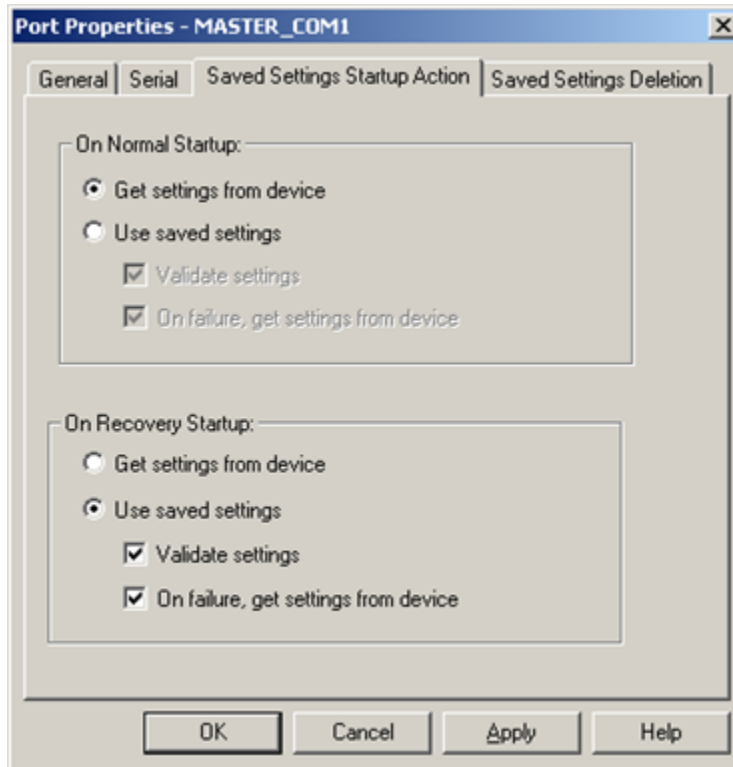 Port Properties - MASTER_COM1
General Serial Saved Settings Startup Action Saved Settings Deletion
On Normal Startup:
Get settings from device
Use saved settings
Validate settings
On failure, get settings from device
On Recovery Startup:
Get settings from device
Use saved settings
Validate settings
On failure, get settings from device
OK Cancel Apply Help